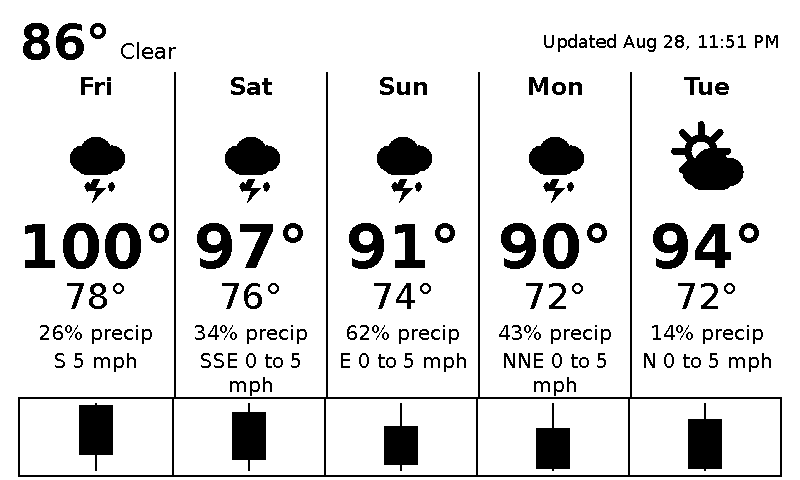 86° Clear
Updated Aug 28, 11:51 PM
Fri
Sat
Sun
Mon
Tue
100°
97°
91°
90°
94°
78°
76°
74°
72°
72°
26% precip
34% precip
62% precip
43% precip
14% precip
S 5 mph
SSE 0 to 5
mph
E 0 to 5 mph
NNE 0 to 5
mph
N 0 to 5 mph